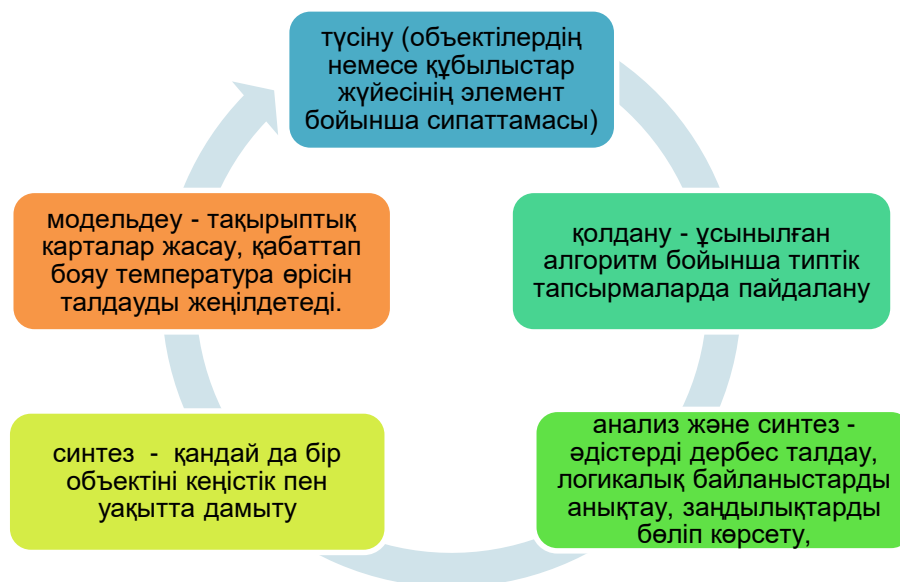 түсіну (объектілердің
немесе құбылыстар
жүйесінің элемент
бойынша сипаттамасы)
қолдану - ұсынылған
алгоритм бойынша типтік
тапсырмаларда пайдалану
анализ және синтез -
әдістерді дербес талдау,
логикалық байланыстарды
анықтау, заңдылықтарды
бөліп көрсету,
синтез - қандай да бір
объектіні кеңістік пен
уақытта дамыту
модельдеу - тақырыптық
карталар жасау, қабаттап
бояу температура өрісін
талдауды жеңілдетеді.